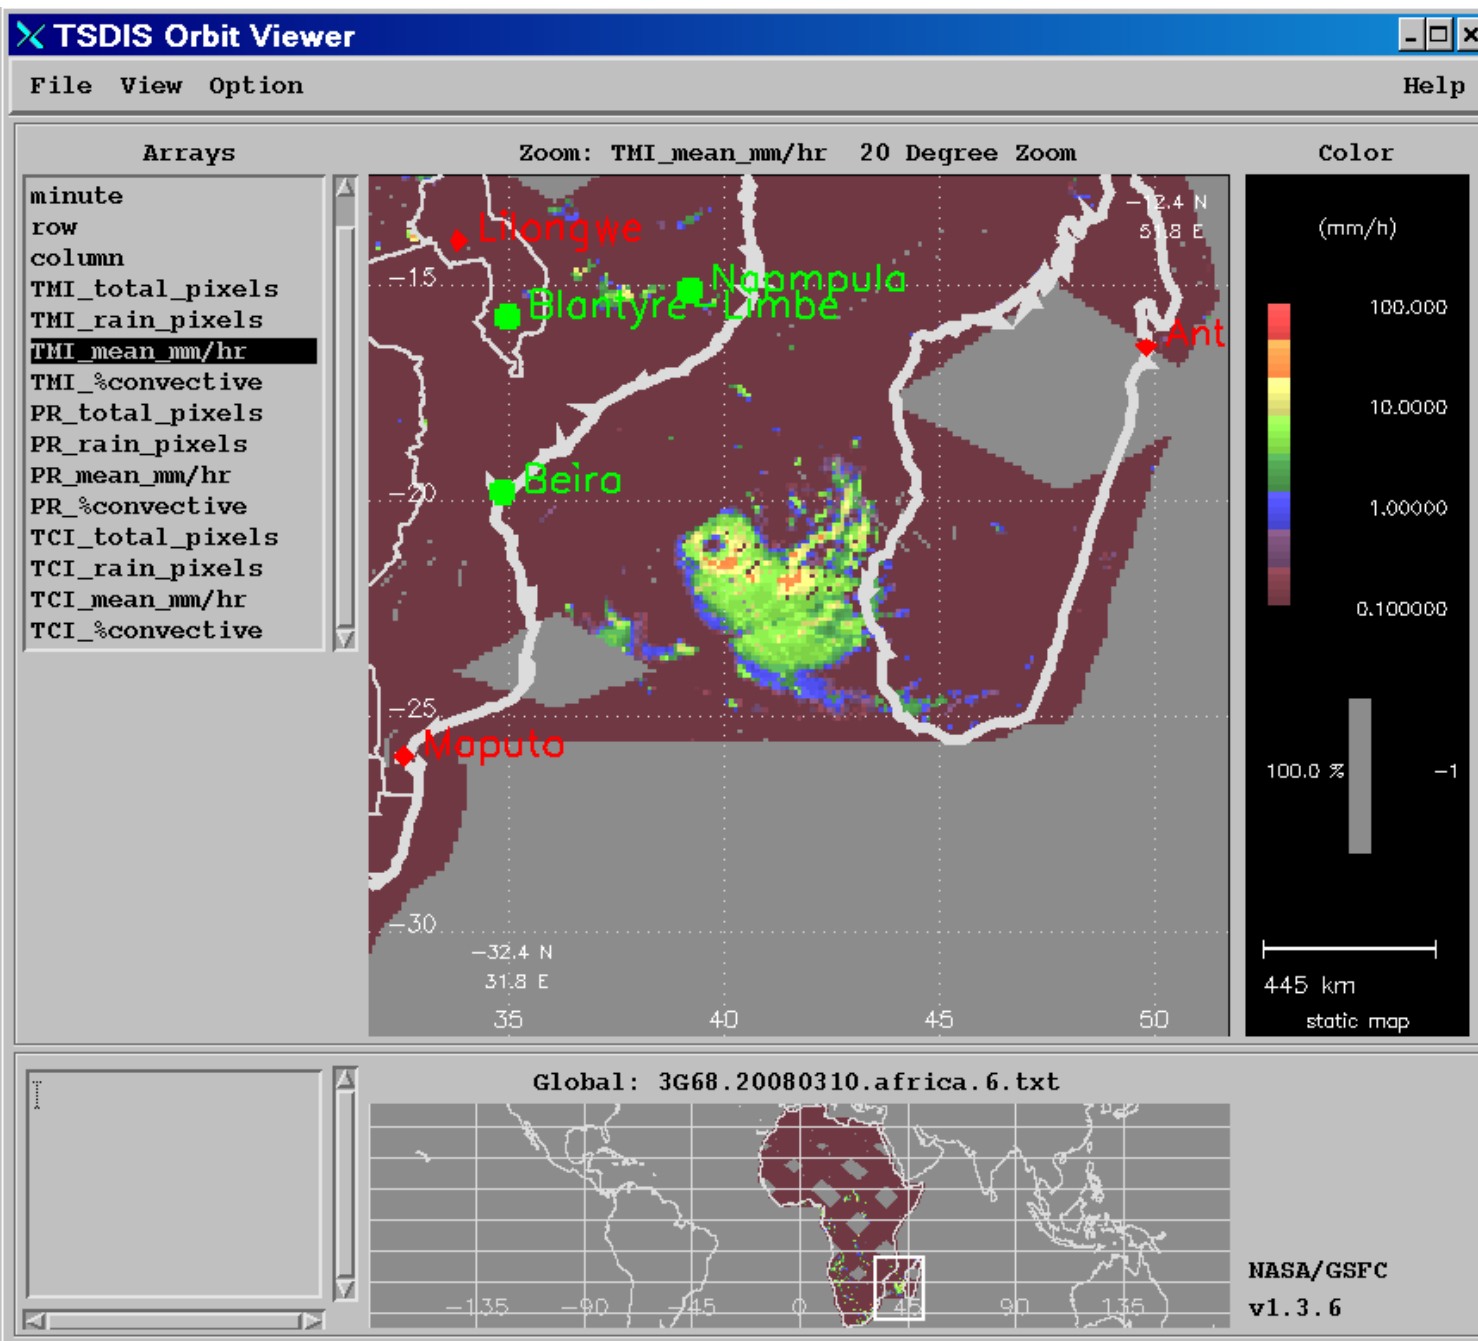 TSDIS Orbit Viewer
File View Option Help
Arrays
Zoom: TMI_mean_mm/hr 20 Degree Zoom
Color
minute
row
column
TMI_total_pixels
TMI_rain_pixels
TMI_mean_mm/hr
TMI_%convective
PR_total_pixels
PR_rain_pixels
PR_mean_mm/hr
PR_%convective
TCI_total_pixels
TCI_rain_pixels
TCI_mean_mm/hr
TCI_%convective
-12.4 N
51.8 E
Lilongwe
-15
Nampula
Blantyre-Limbe
Ant
Beira
-20
-25
Maputo
-30
-32.4 N
31.8 E
35 40 45 50
(mm/h)
100.000
10.0000
1.00000
0.100000
100.0 % -1
445 km
static map
Global: 3G68.20080310.africa.6.txt
-135 -90 -45 0 45 90 135
NASA/GSFC
v1.3.6